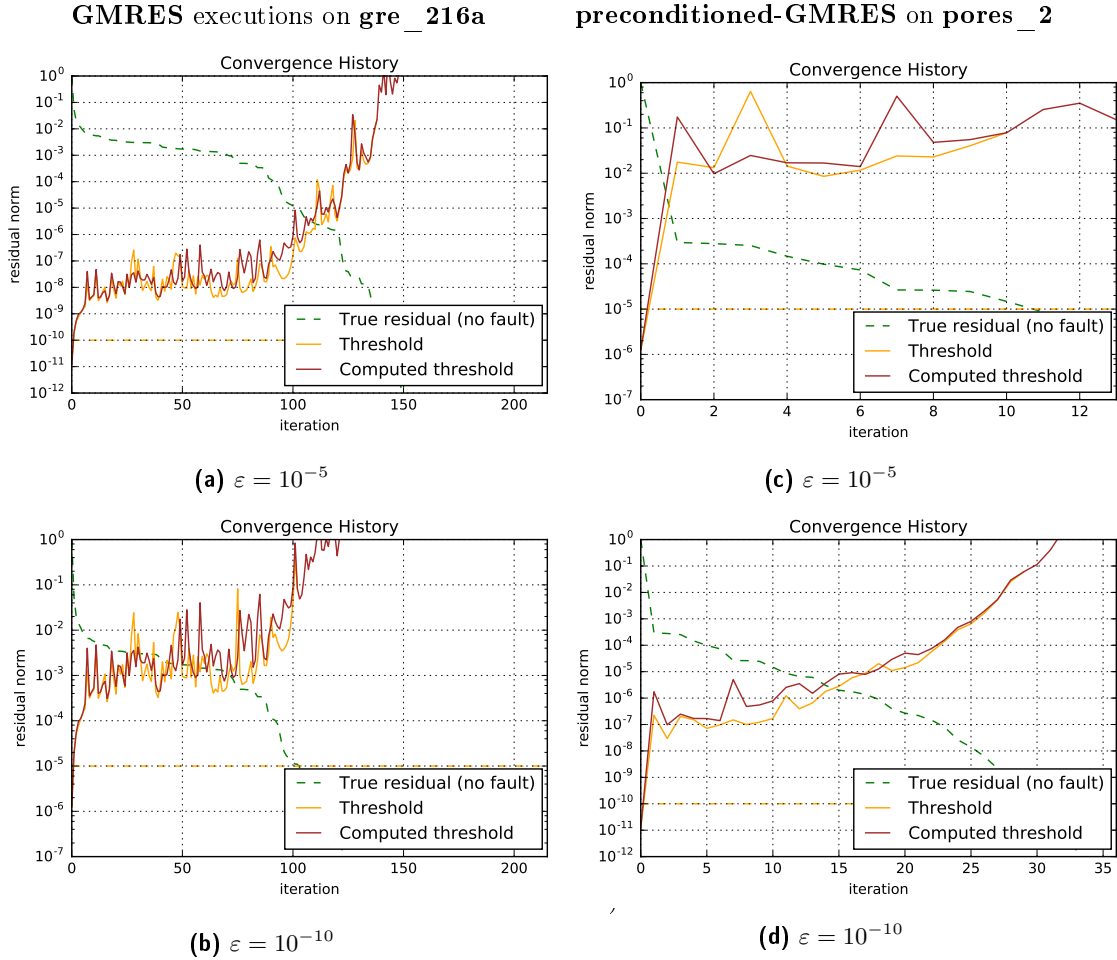 GMRES executions on gre_216a
preconditioned-GMRES on pores_2
Convergence History
10^0
10^-1
10^-2
10^-3
10^-4
10^-5
10^-6
10^-7
10^-8
10^-9
10^-10
10^-11
10^-12
residual norm
True residual (no fault)
Threshold
Computed threshold
0 50 100 150 200
iteration
(a) ε = 10^-5
Convergence History
10^0
10^-1
10^-2
10^-3
10^-4
10^-5
10^-6
10^-7
residual norm
True residual (no fault)
Threshold
Computed threshold
0 2 4 6 8 10 12
iteration
(c) ε = 10^-5
Convergence History
10^0
10^-1
10^-2
10^-3
10^-4
10^-5
10^-6
10^-7
residual norm
True residual (no fault)
Threshold
Computed threshold
0 50 100 150 200
iteration
(b) ε = 10^-10
Convergence History
10^0
10^-1
10^-2
10^-3
10^-4
10^-5
10^-6
10^-7
10^-8
10^-9
10^-10
10^-11
10^-12
residual norm
True residual (no fault)
Threshold
Computed threshold
0 5 10 15 20 25 30 35
iteration
,
(d) ε = 10^-10